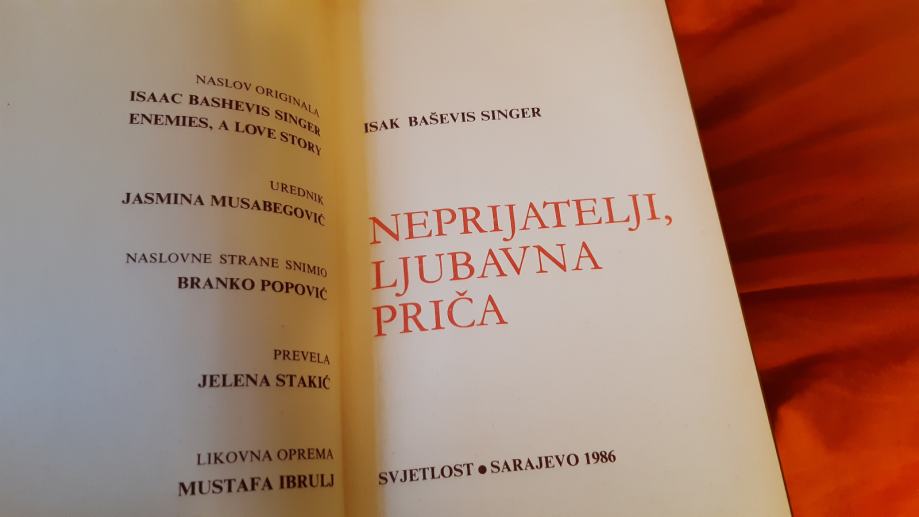 NASLOV ORIGINALA
ISAAC BASHEVIS SINGER
ENEMIES, A LOVE STORY
UREDNIK
JASMINA MUSABEGOVIĆ
NASLOVNE STRANE SNIMIO
BRANKO POPOVIĆ
PREVELA
JELENA STAKIĆ
LIKOVNA OPREMA
MUSTAFA IBRULJ
ISAK BAŠEVIS SINGER
NEPRIJATELJI,
LJUBAVNA
PRIČA
SVJETLOST ● SARAJEVO 1986